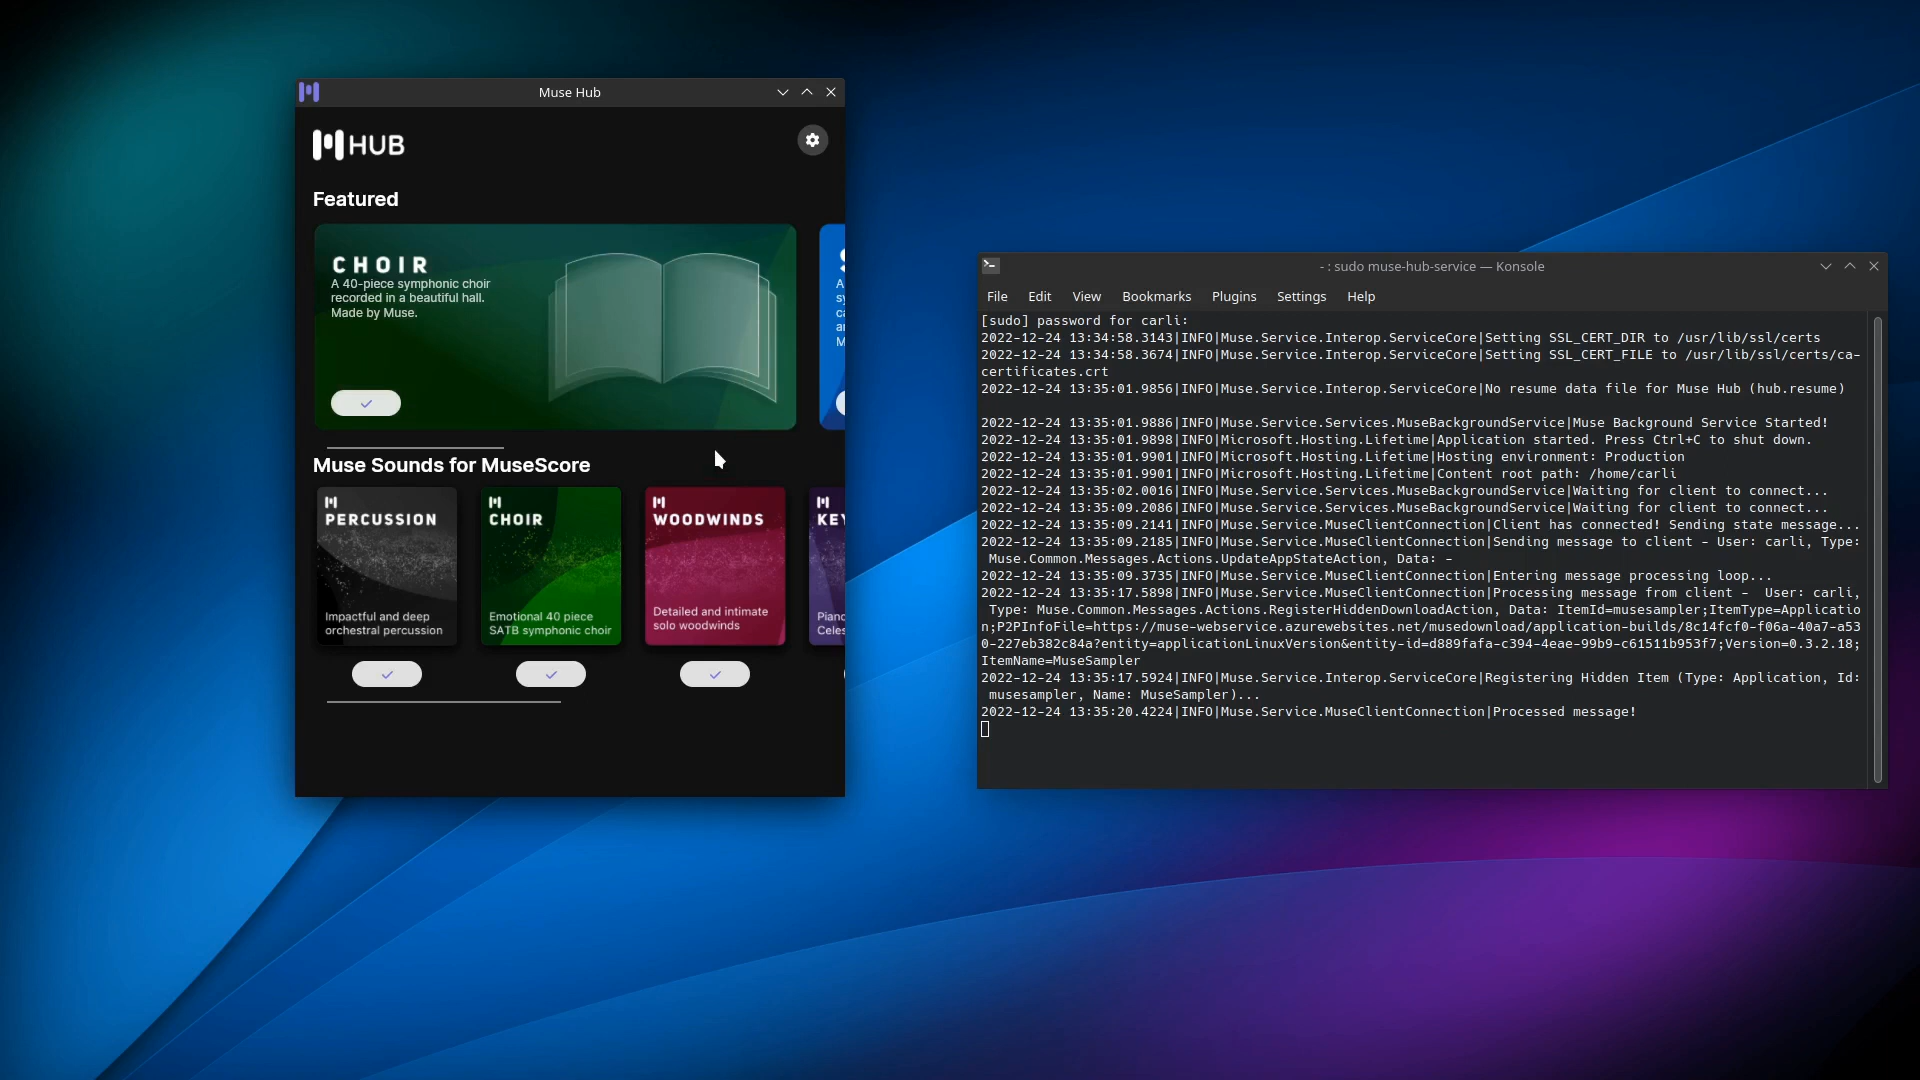 Muse Hub
HUB
Featured
CHOIR
A 40-piece symphonic choir
recorded in a beautiful hall.
Made by Muse.
Muse Sounds for MuseScore
PERCUSSION
Impactful and deep
orchestral percussion
CHOIR
Emotional 40 piece
SATB symphonic choir
WOODWINDS
Detailed and intimate
solo woodwinds
KEY
- : sudo muse-hub-service — Konsole
File Edit View Bookmarks Plugins Settings Help
[sudo] password for carli:
2022-12-24 13:34:58.3143|INFO|Muse.Service.Interop.ServiceCore|Setting SSL_CERT_DIR to /usr/lib/ssl/certs
2022-12-24 13:34:58.3674|INFO|Muse.Service.Interop.ServiceCore|Setting SSL_CERT_FILE to /usr/lib/ssl/certs/ca-
certificates.crt
2022-12-24 13:35:01.9856|INFO|Muse.Service.Interop.ServiceCore|No resume data file for Muse Hub (hub.resume)
2022-12-24 13:35:01.9886|INFO|Muse.Service.Services.MuseBackgroundService|Muse Background Service Started!
2022-12-24 13:35:01.9898|INFO|Microsoft.Hosting.Lifetime|Application started. Press Ctrl+C to shut down.
2022-12-24 13:35:01.9901|INFO|Microsoft.Hosting.Lifetime|Hosting environment: Production
2022-12-24 13:35:01.9901|INFO|Microsoft.Hosting.Lifetime|Content root path: /home/carli
2022-12-24 13:35:02.0016|INFO|Muse.Service.Services.MuseBackgroundService|Waiting for client to connect...
2022-12-24 13:35:09.2086|INFO|Muse.Service.Services.MuseBackgroundService|Waiting for client to connect...
2022-12-24 13:35:09.2141|INFO|Muse.Service.MuseClientConnection|Client has connected! Sending state message...
2022-12-24 13:35:09.2185|INFO|Muse.Service.MuseClientConnection|Sending message to client - User: carli, Type:
Muse.Common.Messages.Actions.UpdateAppStateAction, Data: -
2022-12-24 13:35:09.3735|INFO|Muse.Service.MuseClientConnection|Entering message processing loop...
2022-12-24 13:35:17.5898|INFO|Muse.Service.MuseClientConnection|Processing message from client -  User: carli,
Type: Muse.Common.Messages.Actions.RegisterHiddenDownloadAction, Data: ItemId=musesampler;ItemType=Applicatio
n;P2PInfoFile=https://muse-webservice.azurewebsites.net/musedownload/application-builds/8c14fcf0-f06a-40a7-a53
0-227eb382c84a?entity=applicationLinuxVersion&entity-id=d889fafa-c394-4eae-99b9-c61511b953f7;Version=0.3.2.18;
ItemName=MuseSampler
2022-12-24 13:35:17.5924|INFO|Muse.Service.Interop.ServiceCore|Registering Hidden Item (Type: Application, Id:
musesampler, Name: MuseSampler)...
2022-12-24 13:35:20.4224|INFO|Muse.Service.MuseClientConnection|Processed message!